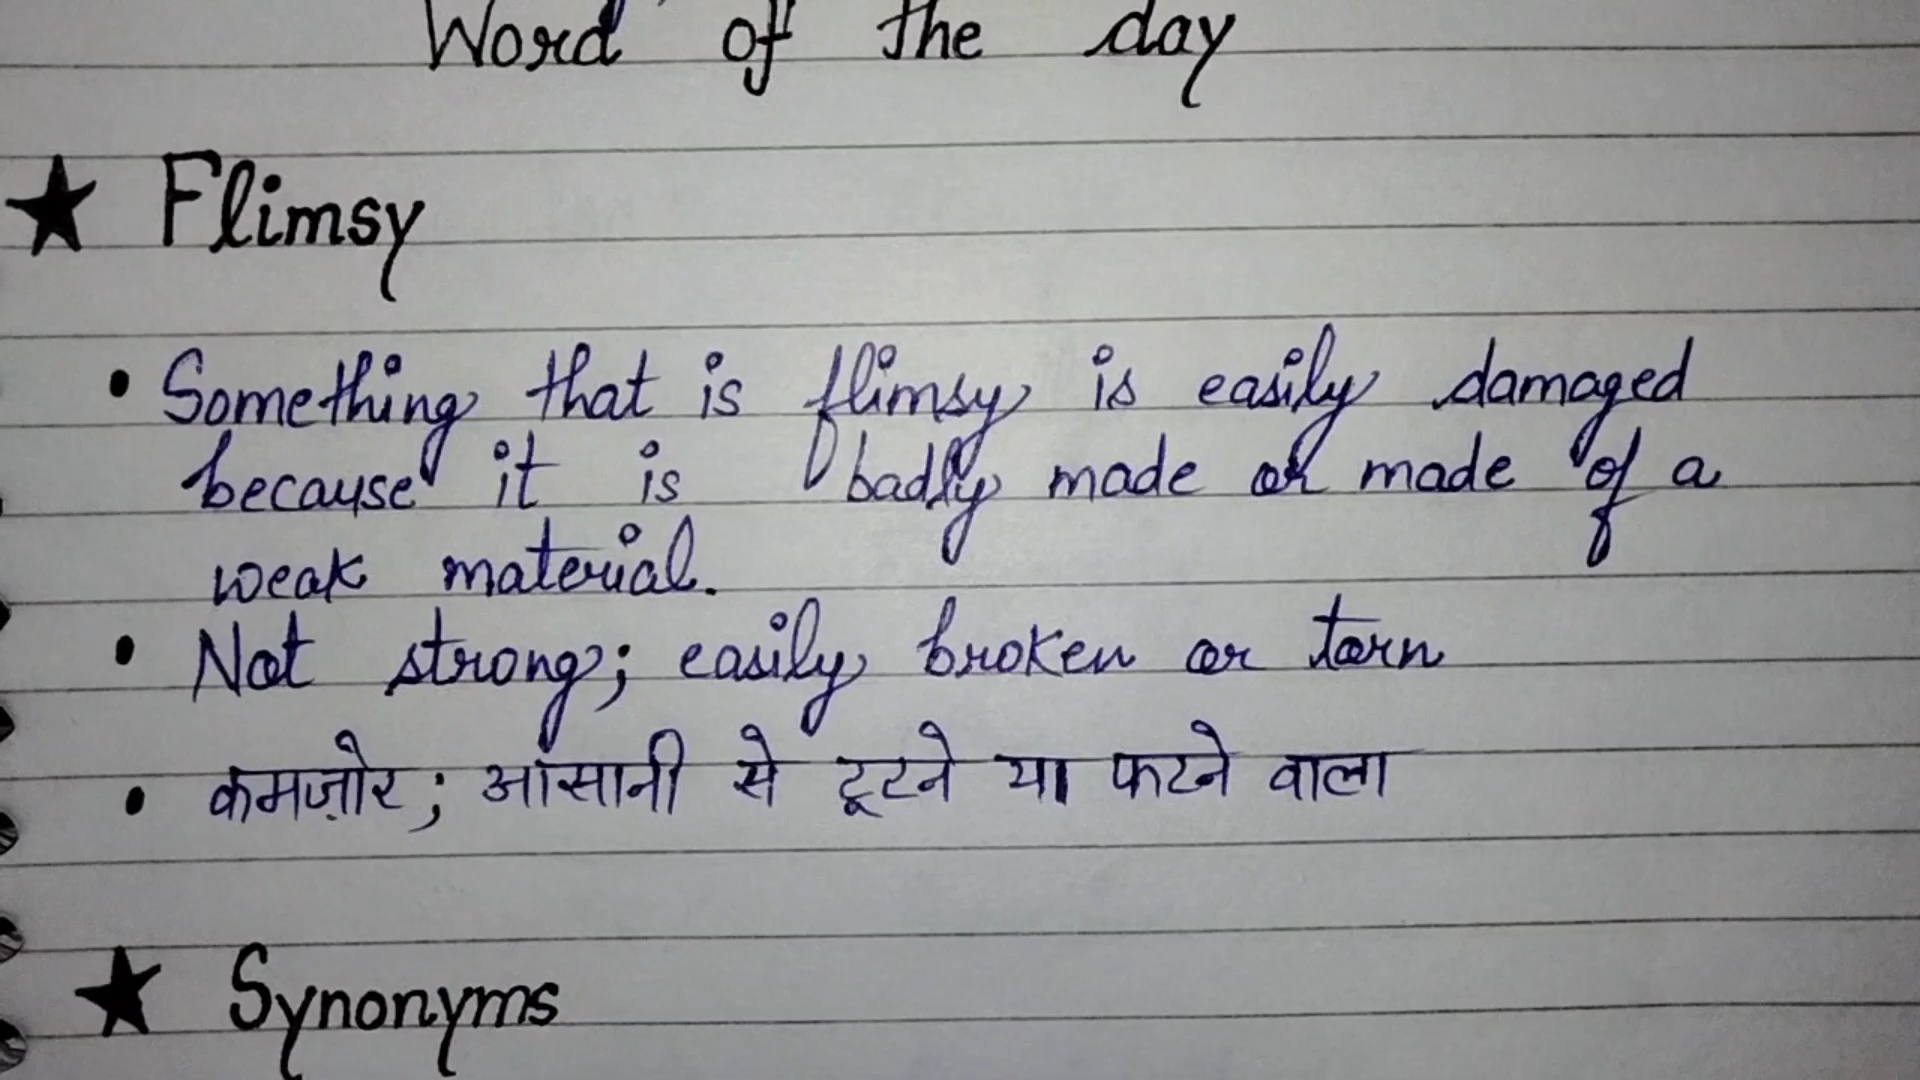 Word of the day
★ Flimsy
• Something that is flimsy is easily damaged
because it is badly made or made of a
weak material.
• Not strong; easily broken or torn
• कमज़ोर; आसानी से टूटने या फटने वाला
★ Synonyms